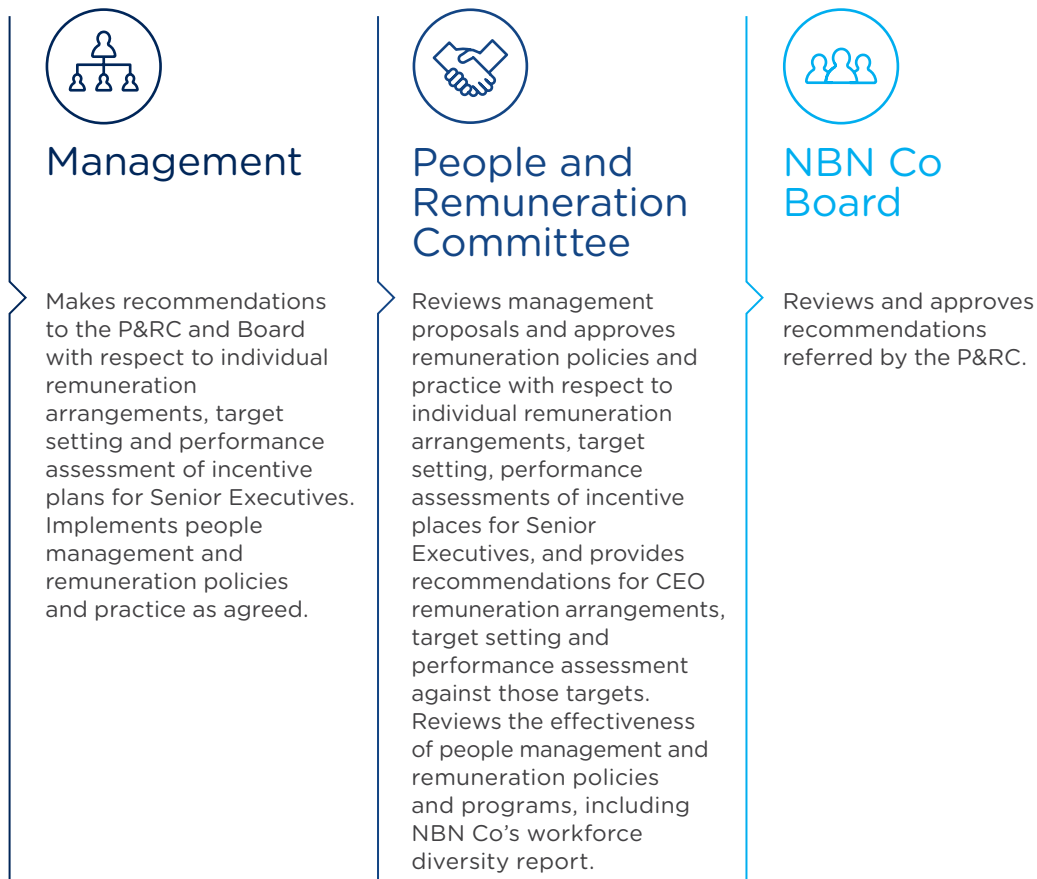 Management
Makes recommendations
to the P&RC and Board
with respect to individual
remuneration
arrangements, target
setting and performance
assessment of incentive
plans for Senior Executives.
Implements people
management and
remuneration policies
and practice as agreed.
People and
Remuneration
Committee
Reviews management
proposals and approves
remuneration policies and
practice with respect to
individual remuneration
arrangements, target
setting, performance
assessments of incentive
places for Senior
Executives, and provides
recommendations for CEO
remuneration arrangements,
target setting and
performance assessment
against those targets.
Reviews the effectiveness
of people management and
remuneration policies
and programs, including
NBN Co’s workforce
diversity report.
NBN Co
Board
Reviews and approves
recommendations
referred by the P&RC.